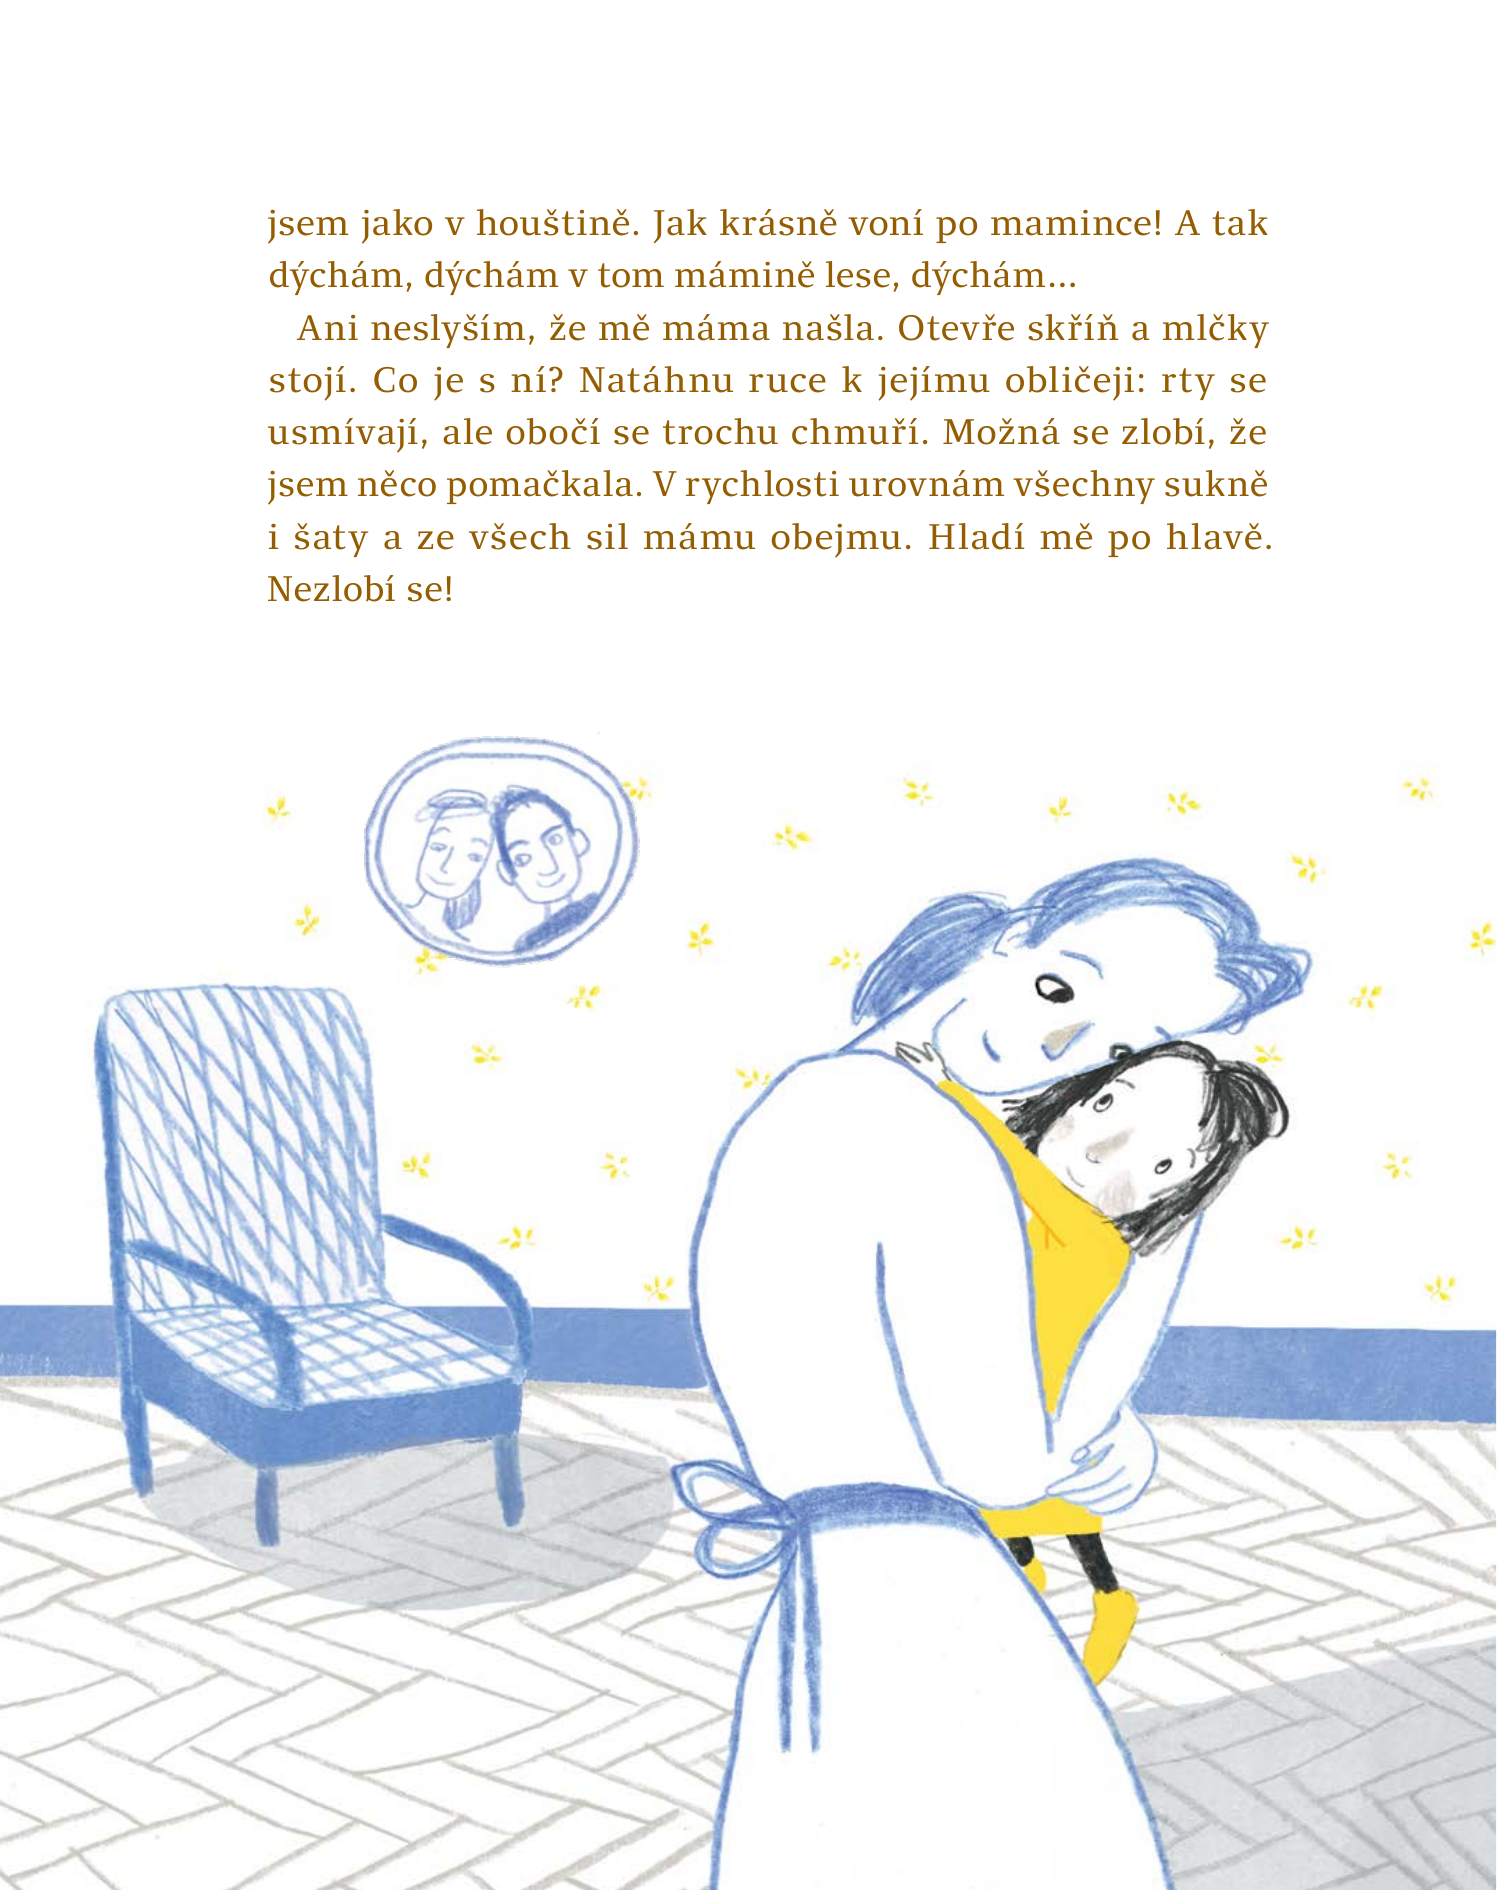 jsem jako v houštině. Jak krásně voní po mamince! A tak
dýchám, dýchám v tom mámině lese, dýchám…
Ani neslyším, že mě máma našla. Otevře skříň a mlčky
stojí. Co je s ní? Natáhnu ruce k jejímu obličeji: rty se
usmívají, ale obočí se trochu chmuří. Možná se zlobí, že
jsem něco pomačkala. V rychlosti urovnám všechny sukně
i šaty a ze všech sil mámu obejmu. Hladí mě po hlavě.
Nezlobí se!